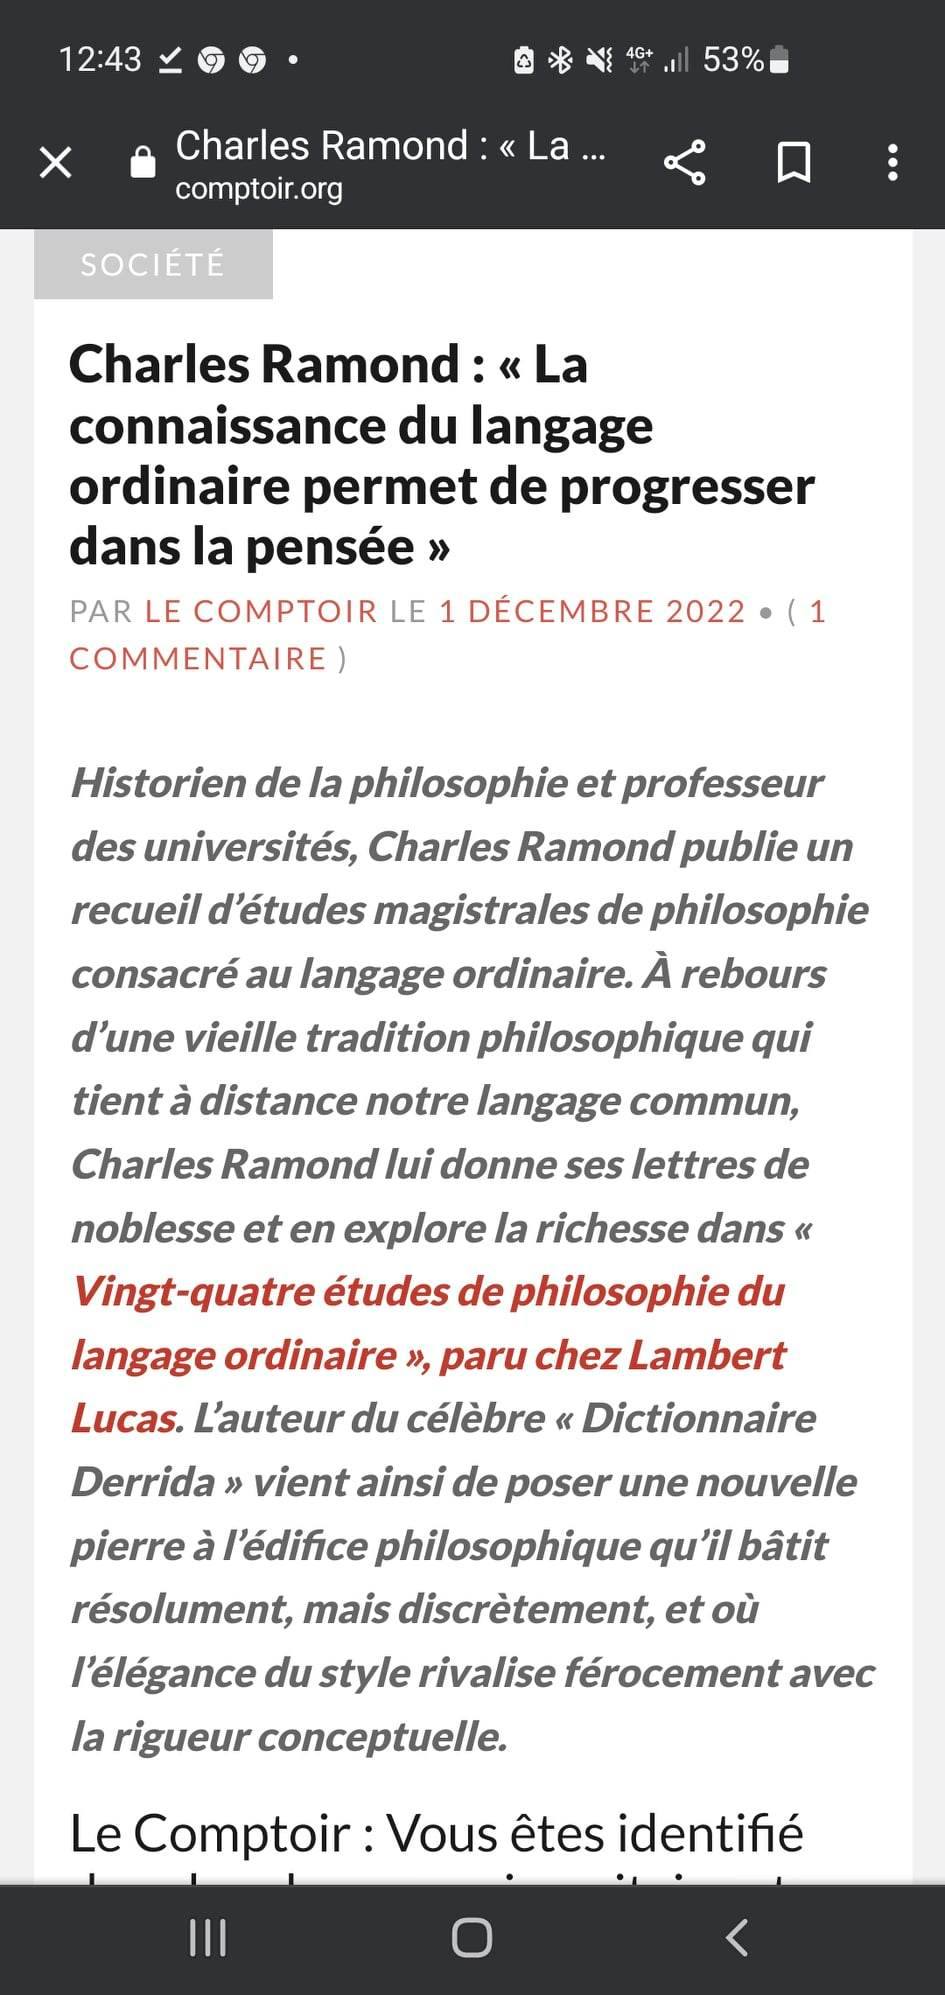 12:43
4G+
53%
Charles Ramond : « La ...
comptoir.org
SOCIÉTÉ
Charles Ramond : « La
connaissance du langage
ordinaire permet de progresser
dans la pensée »
PAR LE COMPTOIR LE 1 DÉCEMBRE 2022 • ( 1
COMMENTAIRE )
Historien de la philosophie et professeur
des universités, Charles Ramond publie un
recueil d’études magistrales de philosophie
consacré au langage ordinaire. À rebours
d’une vieille tradition philosophique qui
tient à distance notre langage commun,
Charles Ramond lui donne ses lettres de
noblesse et en explore la richesse dans «
Vingt-quatre études de philosophie du
langage ordinaire », paru chez Lambert
Lucas. L’auteur du célèbre « Dictionnaire
Derrida » vient ainsi de poser une nouvelle
pierre à l’édifice philosophique qu’il bâtit
résolument, mais discrètement, et où
l’élégance du style rivalise férocement avec
la rigueur conceptuelle.
Le Comptoir : Vous êtes identifié